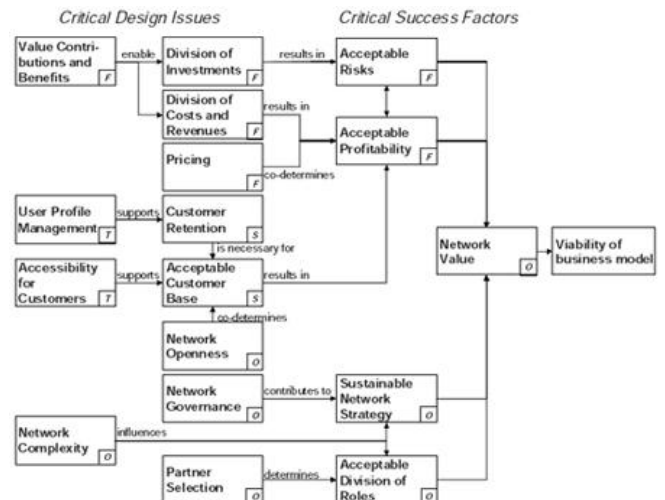 Critical Design Issues
Critical Success Factors
Value Contri-
butions and
Benefits
F
enable
Division of
Investments
F
results in
Acceptable
Risks
F
Division of
Costs and
Revenues
F
results in
Acceptable
Profitability
F
Pricing
F
co-determines
User Profile
Management
T
supports
Customer
Retention
S
is necessary for
Accessibility
for
Customers
T
supports
Acceptable
Customer
Base
S
results in
Network
Value
O
Viability of
business model
co-determines
Network
Openness
O
Network
Governance
O
contributes to
Sustainable
Network
Strategy
O
Network
Complexity
O
influences
Partner
Selection
O
determines
Acceptable
Division of
Roles
O